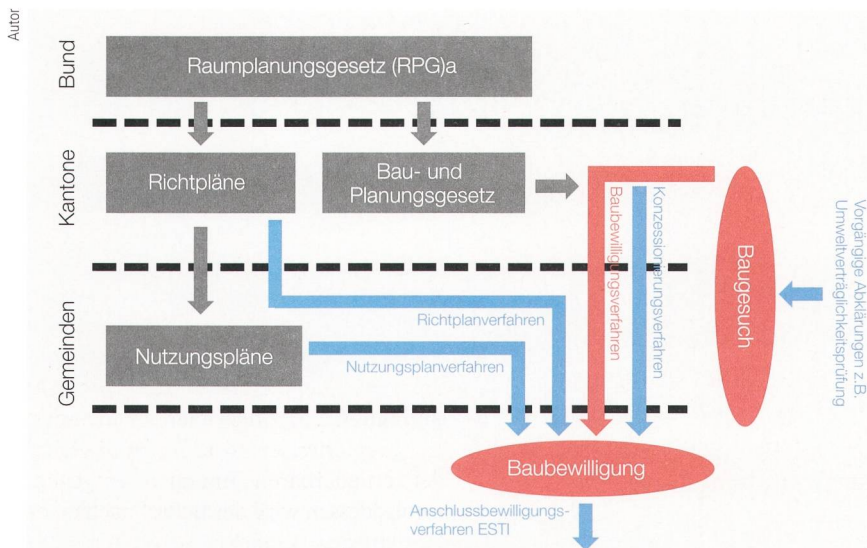 Autor
Bund
Raumplanungsgesetz (RPG)a
Kantone
Richtpläne
Bau- und
Planungsgesetz
Baubewilligungsverfahren
Konzessionierungsverfahren
Baugesuch
Vorgängige Abklärungen z.B.
Umweltverträglichkeitsprüfung
Gemeinden
Richtplanverfahren
Nutzungspläne
Nutzungsplanverfahren
Baubewilligung
Anschlussbewilligungs-
verfahren ESTI